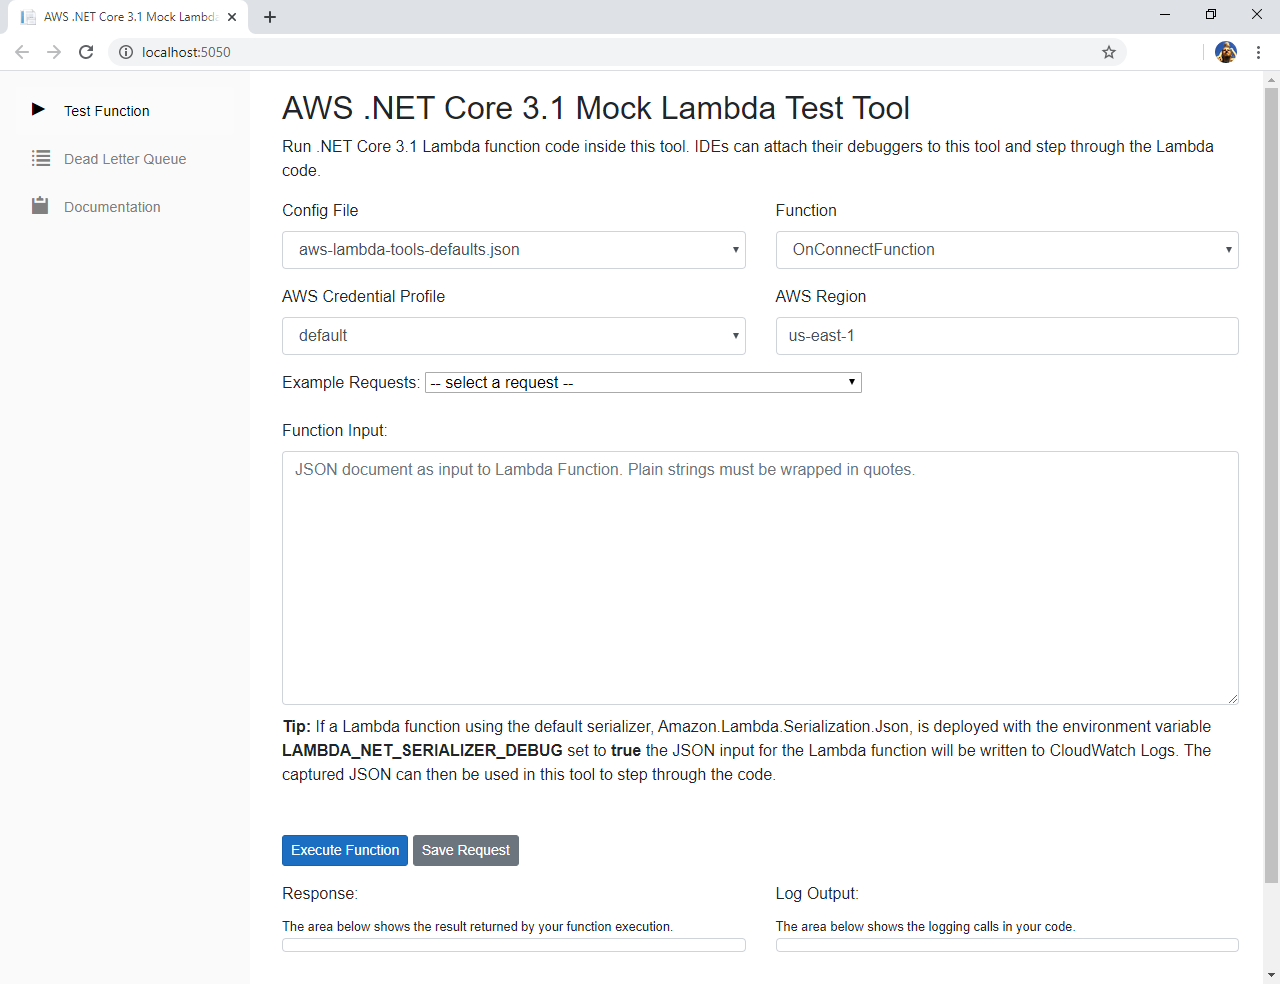 AWS .NET Core 3.1 Mock Lambda
localhost:5050
Test Function
Dead Letter Queue
Documentation
AWS .NET Core 3.1 Mock Lambda Test Tool
Run .NET Core 3.1 Lambda function code inside this tool. IDEs can attach their debuggers to this tool and step through the Lambda
code.
Config File
Function
aws-lambda-tools-defaults.json
OnConnectFunction
AWS Credential Profile
AWS Region
default
us-east-1
Example Requests: -- select a request --
Function Input:
JSON document as input to Lambda Function. Plain strings must be wrapped in quotes.
Tip: If a Lambda function using the default serializer, Amazon.Lambda.Serialization.Json, is deployed with the environment variable
LAMBDA_NET_SERIALIZER_DEBUG set to true the JSON input for the Lambda function will be written to CloudWatch Logs. The
captured JSON can then be used in this tool to step through the code.
Execute Function
Save Request
Response:
Log Output:
The area below shows the result returned by your function execution.
The area below shows the logging calls in your code.